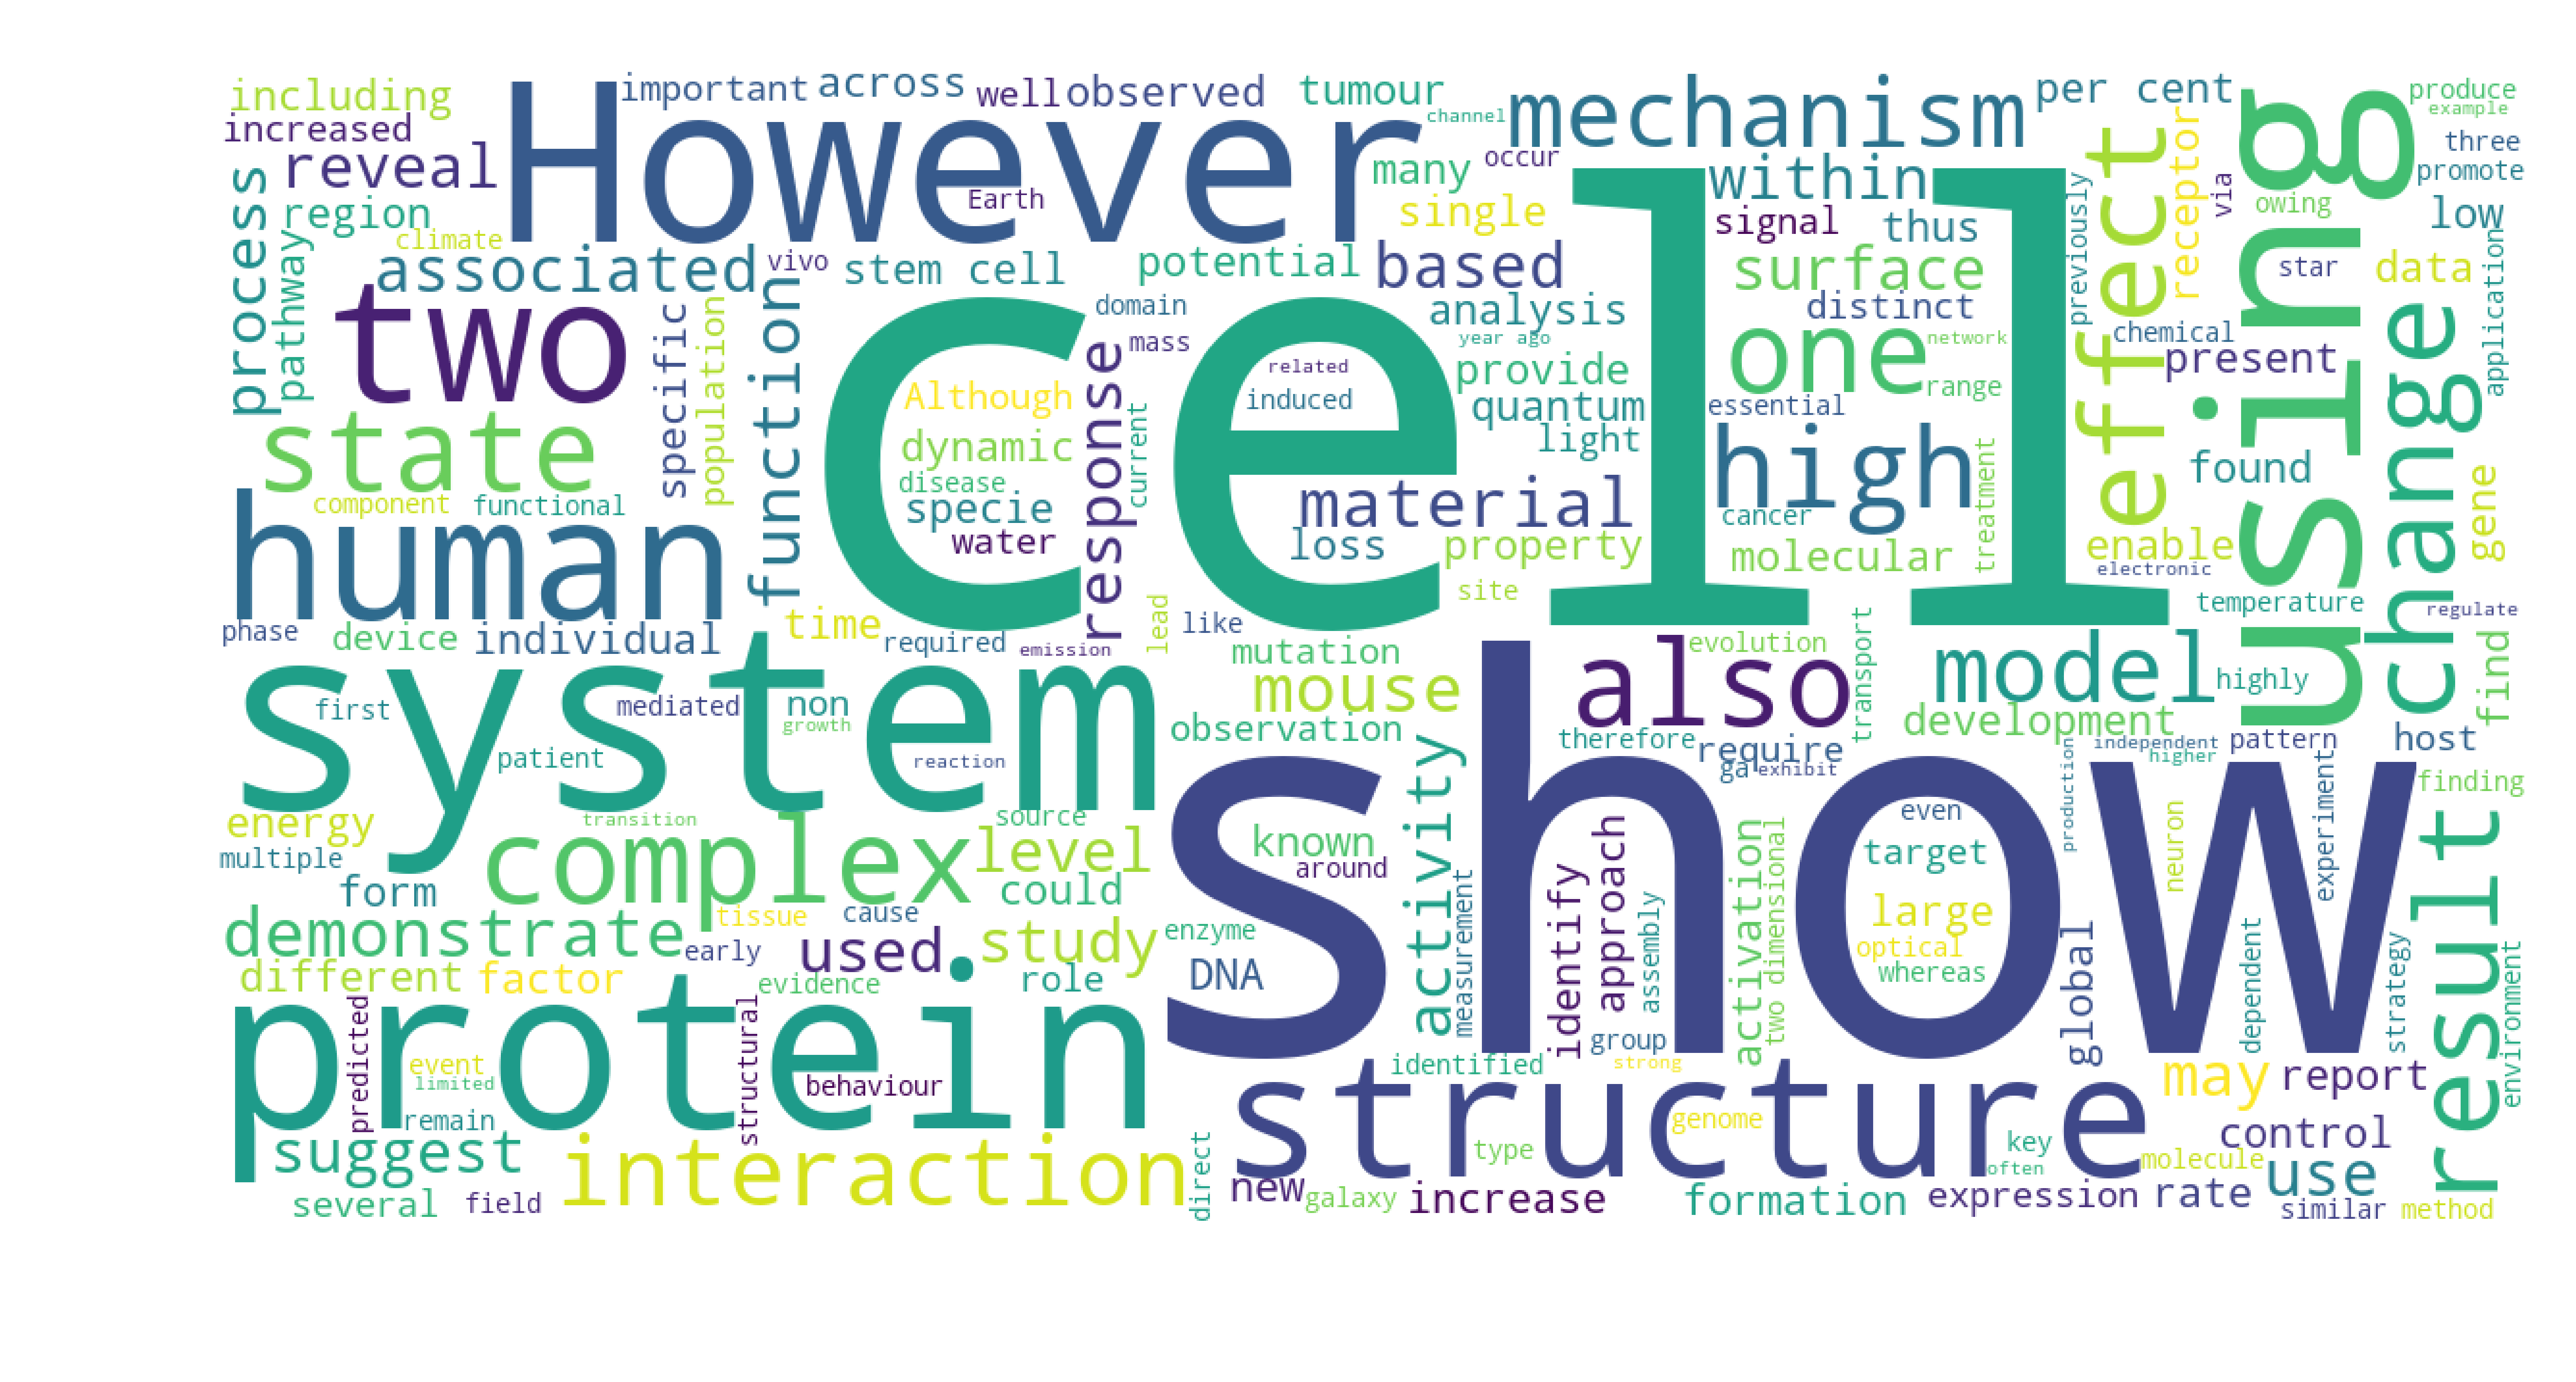 including
important
across
well
observed
tumour
channel
mechanism
per cent
produce
example
increased
However
many
occur
receptor
using
three
reveal
Earth
single
within
via
promote
process
region
signal
thus
previously
effect
owing
low
pathway
climate
associated
vivo
stem cell
potential
based
surface
star
data
application
two
specific
population
function
cell
domain
mass
analysis
year ago
distinct
chemical
change
Although
response
related
induced
provide
one
network
present
range
quantum
essential
state
dynamic
current
light
high
found
gene
component
functional
disease
specie
water
material
loss
property
cancer
molecular
treatment
enable
electronic
human
site
temperature
regulate
phase
device
individual
time
required
emission
lead
like
mutation
also
evolution
transport
model
highly
find
system
first
mediated
non
growth
mouse
observation
development
patient
reaction
therefore
require
ga
exhibit
independent
higher
pattern
host
energy
transition
source
show
activity
production
experiment
finding
multiple
form
complex
level
could
known
around
identify
approach
activation
two dimensional
even
target
neuron
result
demonstrate
tissue
cause
measurement
assembly
large
early
used
study
enzyme
optical
global
dependent
strategy
environment
different
factor
evidence
role
DNA
whereas
protein
predicted
structural
group
event
limited
behaviour
identified
strong
structure
may
report
remain
genome
suggest
interaction
direct
type
key
often
molecule
control
use
several
field
new
galaxy
increase
formation
expression
rate
similar
method